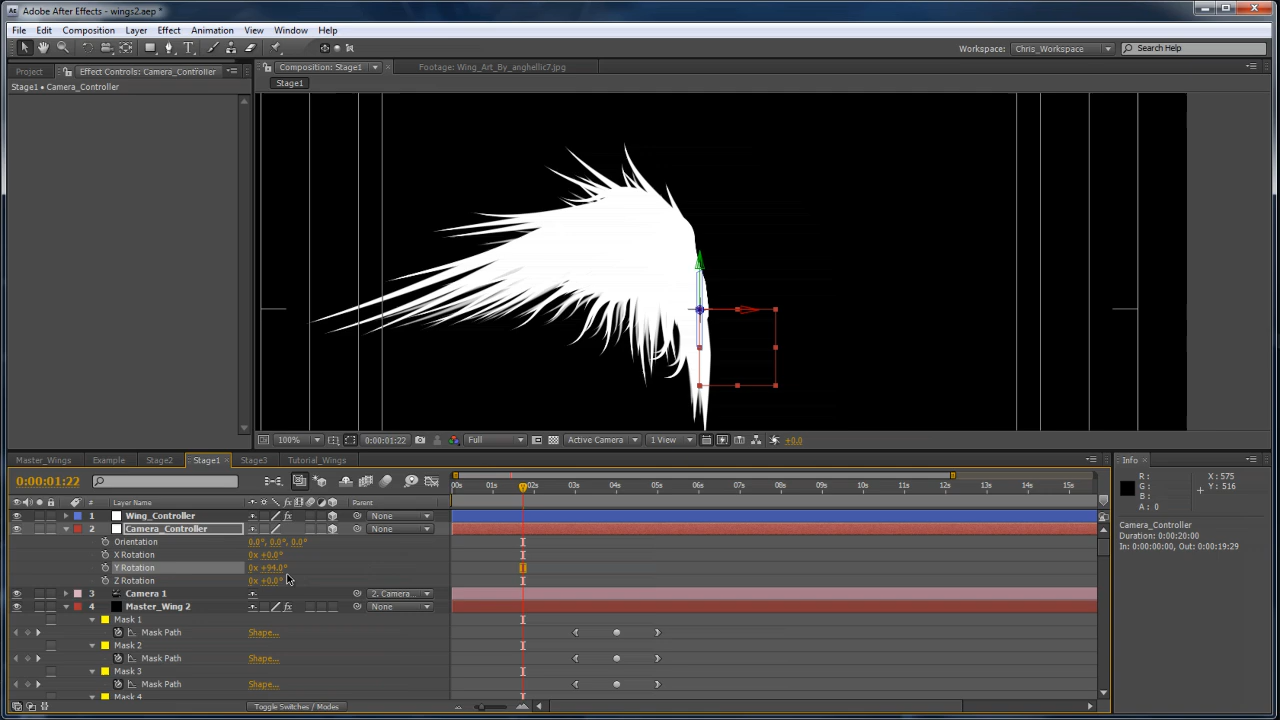 Adobe After Effects - wings2.aep *
File Edit Composition Layer Effect Animation View Window Help
Workspace: Chris_Workspace Search Help
Project Effect Controls: Camera_Controller Composition: Stage1 Footage: Wing_Art_By_anghellic7.jpg
Stage1 • Camera_Controller Stage1
100% 0:00:01:22 Full Active Camera 1 View +0.0
Master_Wings Example Stage2 Stage1 Stage3 Tutorial_Wings Info
0:00:01:22 00s 01s 02s 03s 04s 05s 06s 07s 08s 09s 10s 11s 12s 13s 14s 15s
R: X: 575
G: Y: 516
B:
A: 0
# Layer Name Parent
1 Wing_Controller None
2 Camera_Controller None
Orientation 0.0°, 0.0°, 0.0°
X Rotation 0x +0.0°
Y Rotation 0x +94.0°
Z Rotation 0x +0.0°
3 Camera 1 2. Camera...
4 Master_Wing 2 None
Mask 1
Mask Path Shape...
Mask 2
Mask Path Shape...
Mask 3
Mask Path Shape...
Mask 4
Toggle Switches / Modes
Camera_Controller
Duration: 0:00:20:00
In: 0:00:00:00, Out: 0:00:19:29